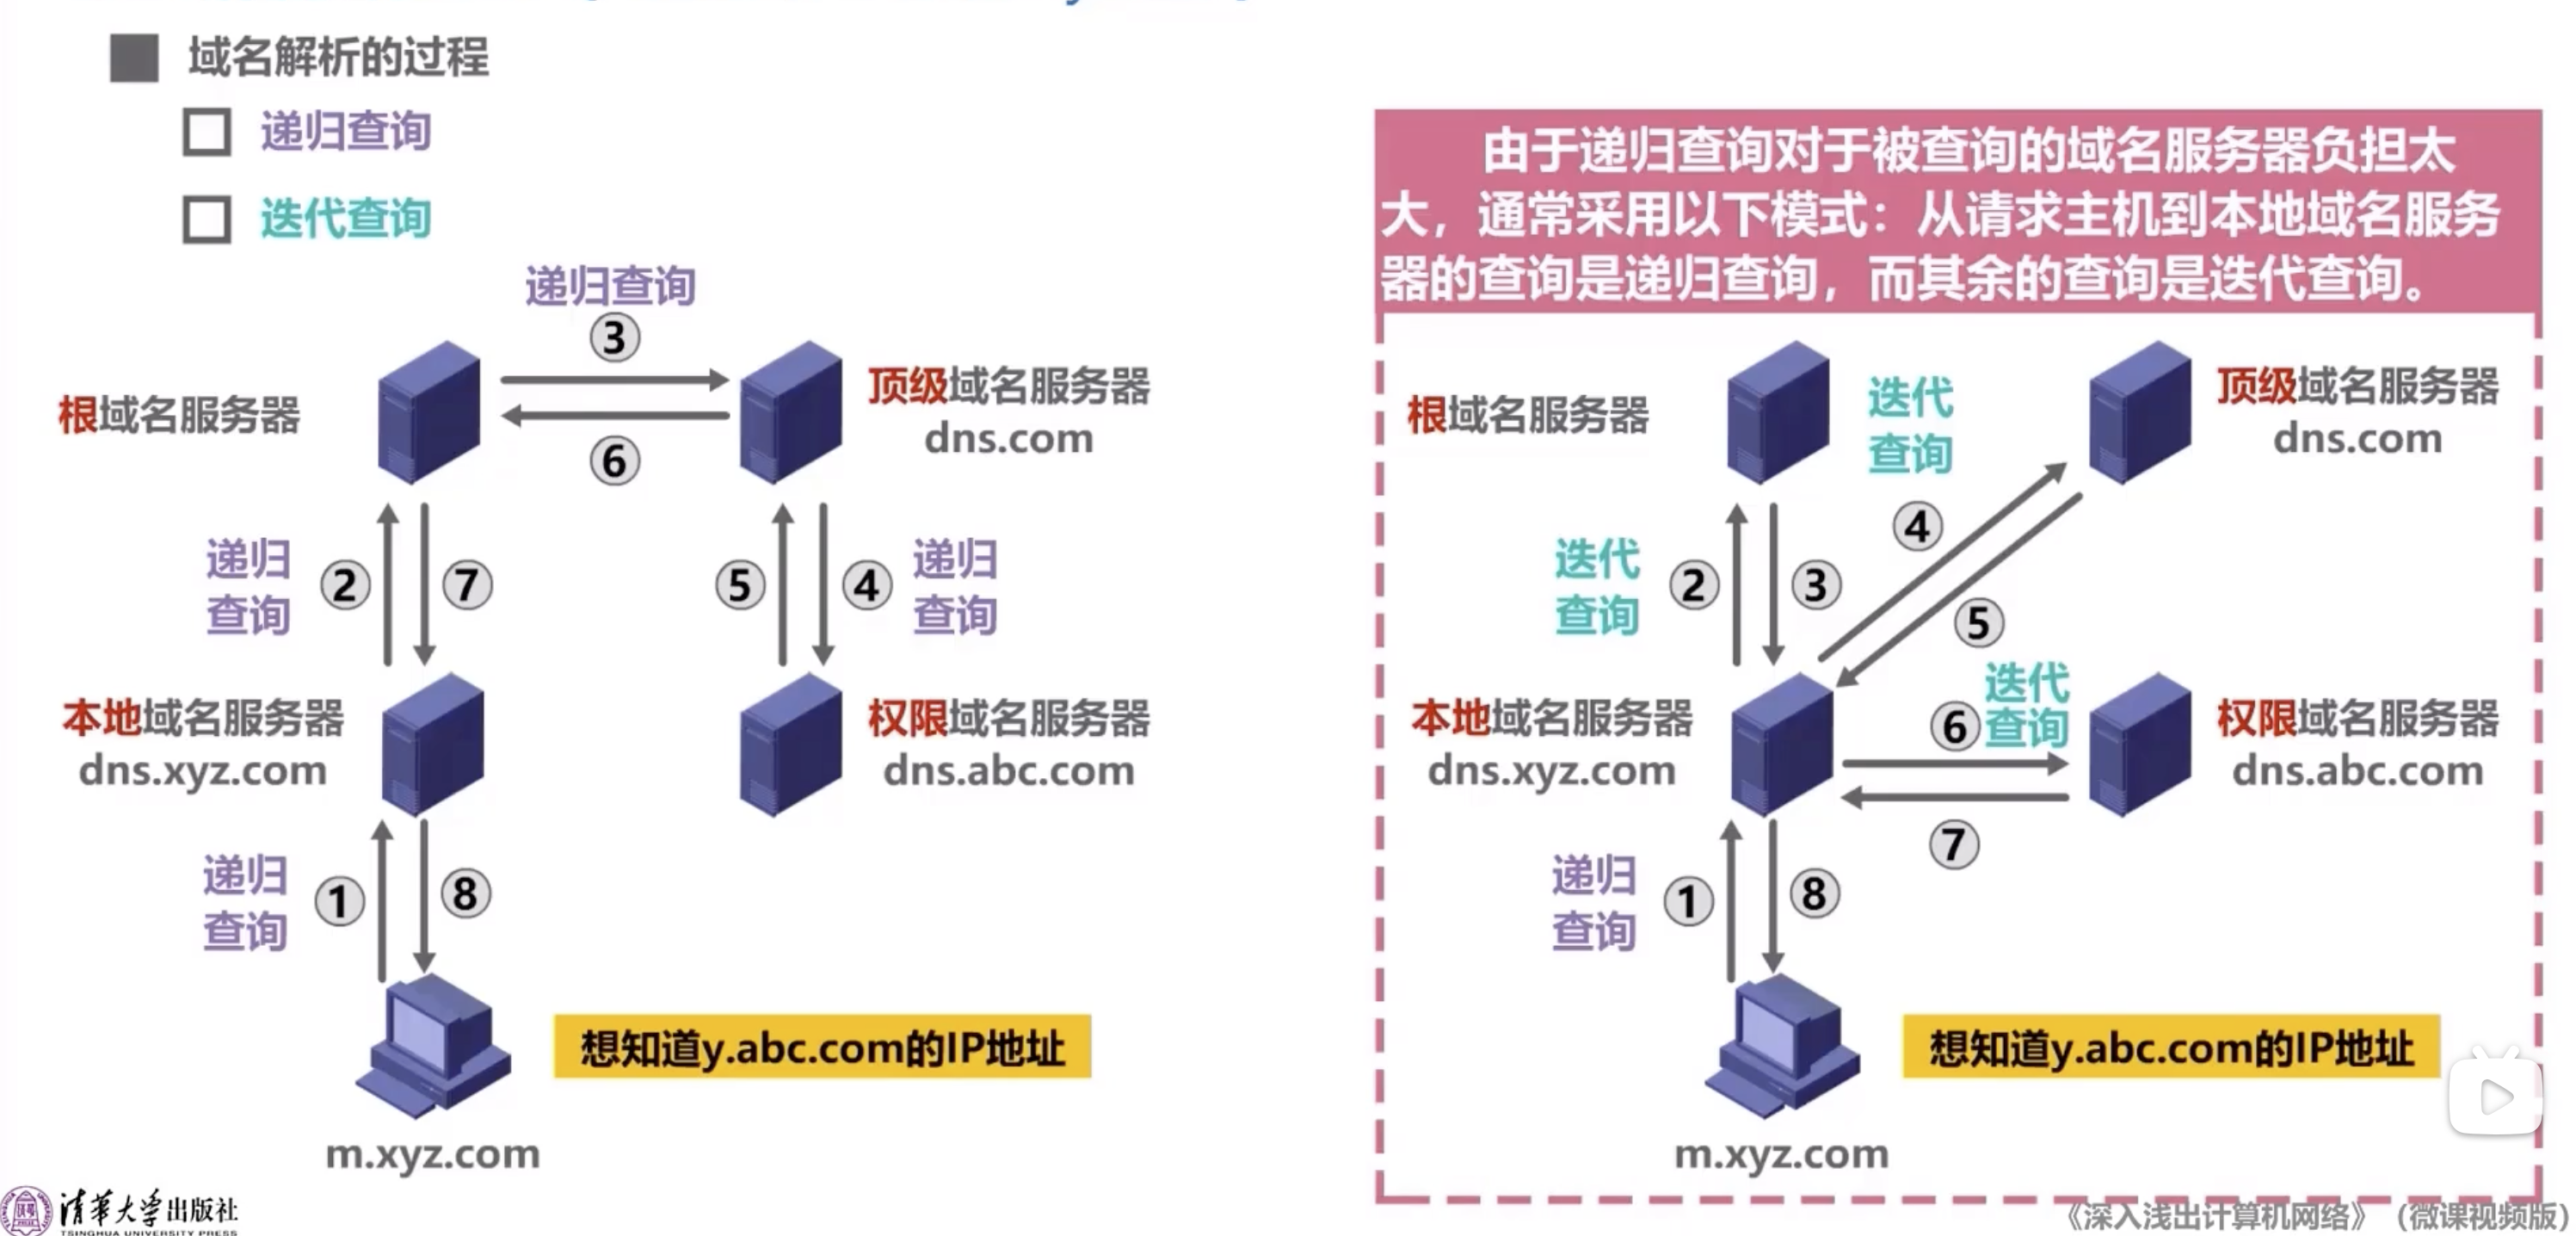 域名解析的过程
递归查询
迭代查询
递归查询
③
根域名服务器
顶级域名服务器
dns.com
⑥
递归
查询
②
⑦
⑤
④
递归
查询
本地域名服务器
dns.xyz.com
权限域名服务器
dns.abc.com
递归
查询
①
⑧
想知道y.abc.com的IP地址
m.xyz.com
清华大学出版社
TSINGHUA UNIVERSITY PRESS
由于递归查询对于被查询的域名服务器负担太
大，通常采用以下模式：从请求主机到本地域名服务
器的查询是递归查询，而其余的查询是迭代查询。
根域名服务器
迭代
查询
顶级域名服务器
dns.com
④
迭代
查询
②
③
⑤
本地域名服务器
dns.xyz.com
⑥
迭代
查询
权限域名服务器
dns.abc.com
⑦
递归
查询
①
⑧
想知道y.abc.com的IP地址
m.xyz.com
《深入浅出计算机网络》（微课视频版）